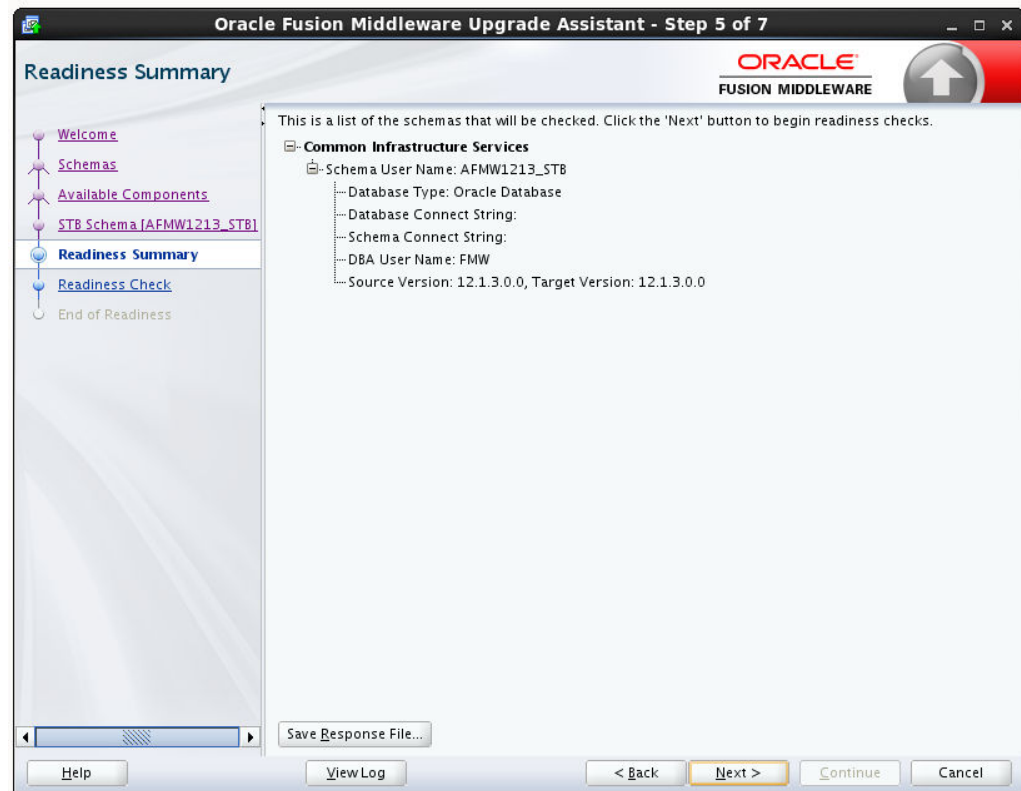 Oracle Fusion Middleware Upgrade Assistant - Step 5 of 7
Readiness Summary
ORACLE
FUSION MIDDLEWARE
Welcome
Schemas
Available Components
STB Schema [AFMW1213_STB]
Readiness Summary
Readiness Check
End of Readiness
This is a list of the schemas that will be checked. Click the 'Next' button to begin readiness checks.
Common Infrastructure Services
Schema User Name: AFMW1213_STB
Database Type: Oracle Database
Database Connect String:
Schema Connect String:
DBA User Name: FMW
Source Version: 12.1.3.0.0, Target Version: 12.1.3.0.0
Save Response File...
Help
View Log
< Back
Next >
Continue
Cancel